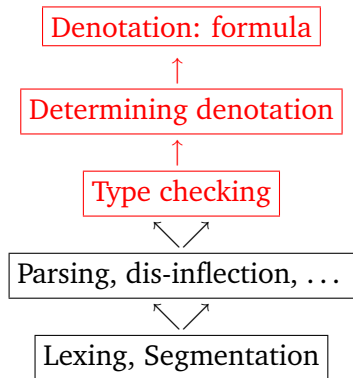 Denotation: formula
Determining denotation
Type checking
Parsing, dis-inflection, ...
Lexing, Segmentation